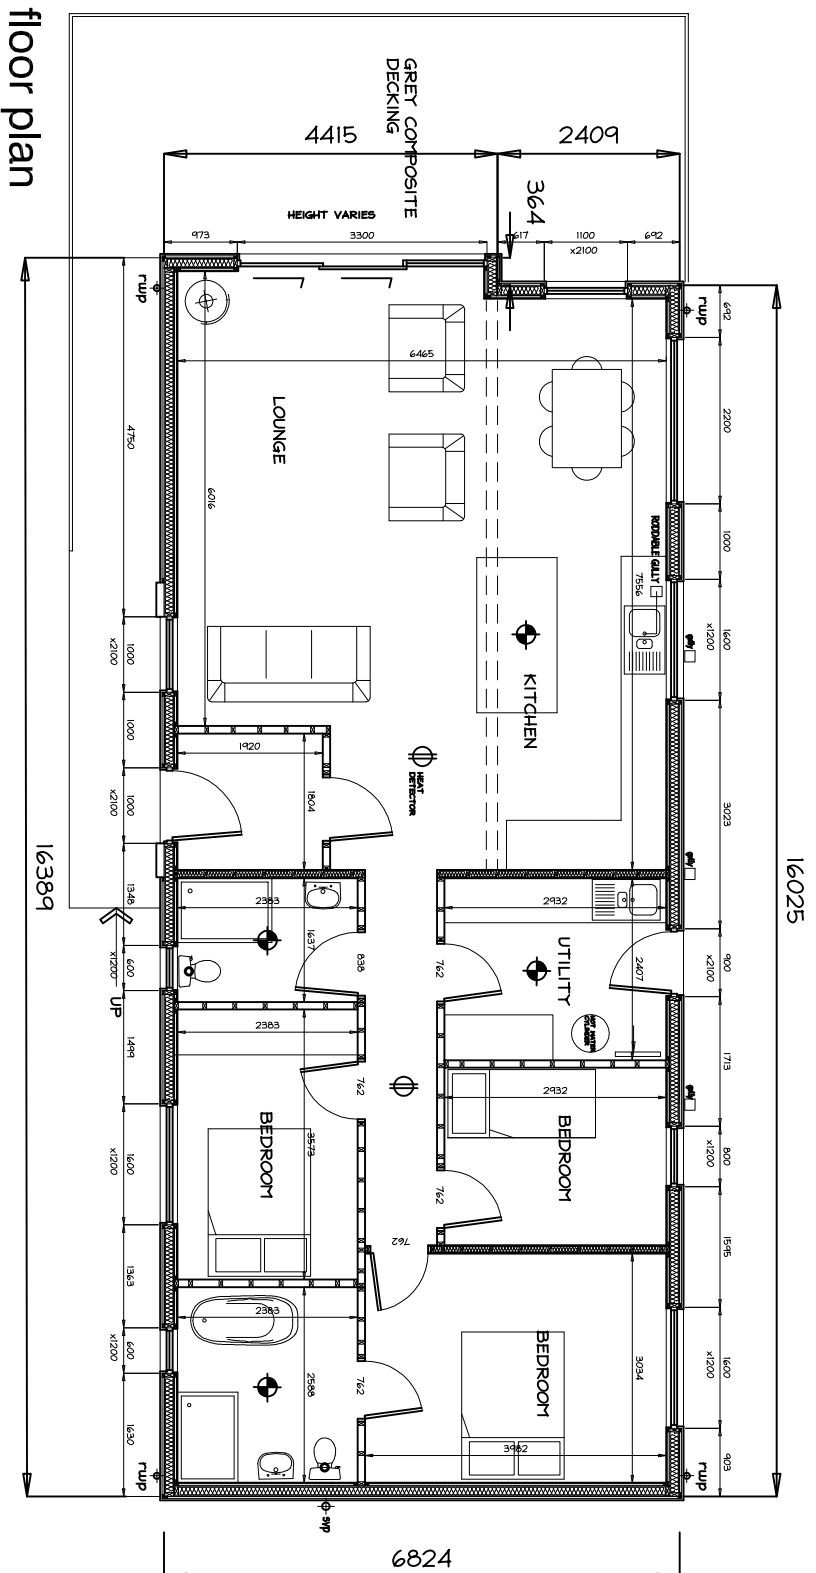 floor plan
GREY COMPOSITE
DECKING
4415
2409
364
HEIGHT VARIES
973
3300
617
1100
x2100
692
rwp
rwp
692
2200
1000
1600
x1200
3023
900
x2100
1713
800
x1200
1595
1600
x1200
903
16025
4750
1000
x2100
1000
1000
x2100
1348
600
x1200
UP
1499
1600
x1200
1363
600
x1200
1630
16389
6465
LOUNGE
6016
RODDABLE GULLY
7556
gully
KITCHEN
HEAT
DETECTOR
1920
1804
gully
2383
1637
838
762
2932
UTILITY
2407
HOT WATER
CYLINDER
2383
762
BEDROOM
3573
2932
BEDROOM
gully
762
762
2383
2588
762
BEDROOM
3034
3982
rwp
rwp
svp
6824